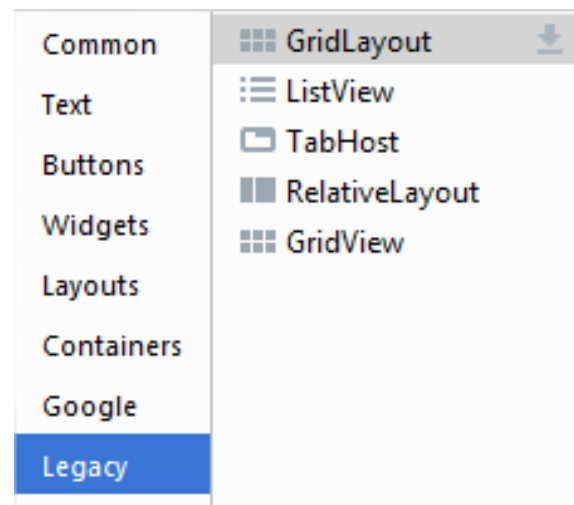 Common
Text
Buttons
Widgets
Layouts
Containers
Google
Legacy
GridLayout
ListView
TabHost
RelativeLayout
GridView